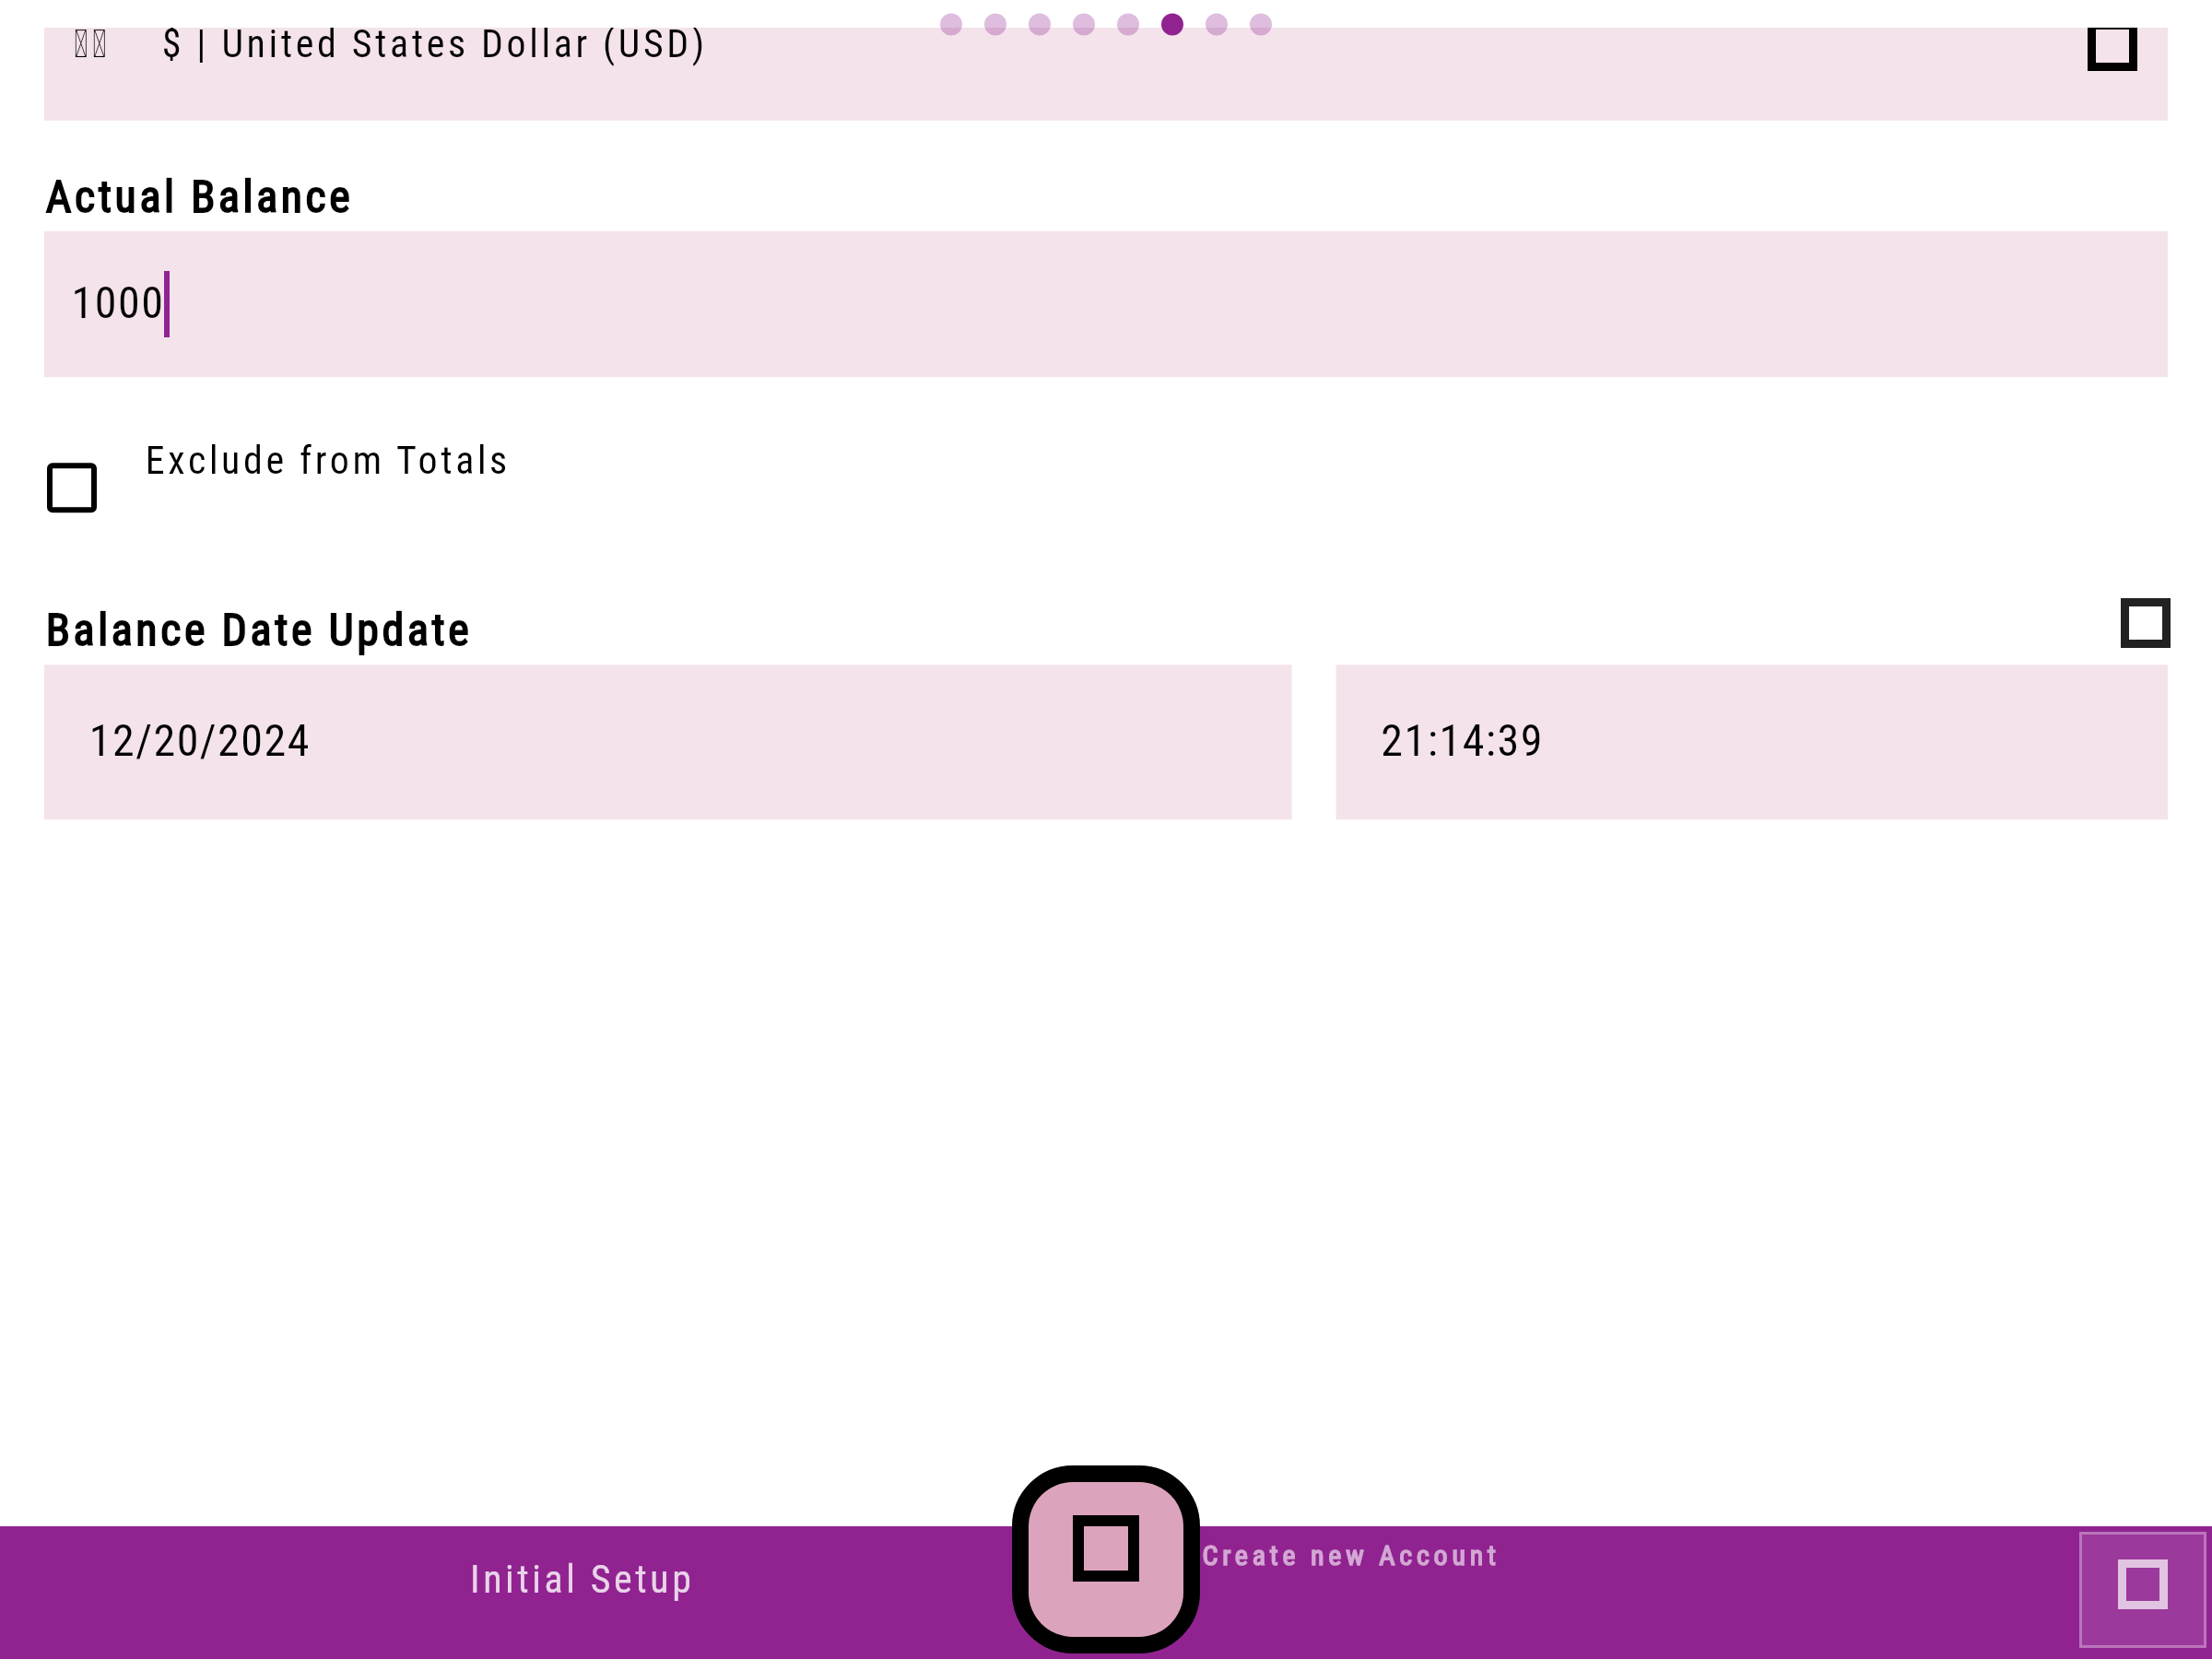 $ | United States Dollar (USD)
Actual Balance
1000
Exclude from Totals
Balance Date Update
12/20/2024
21:14:39
Initial Setup
Create new Account